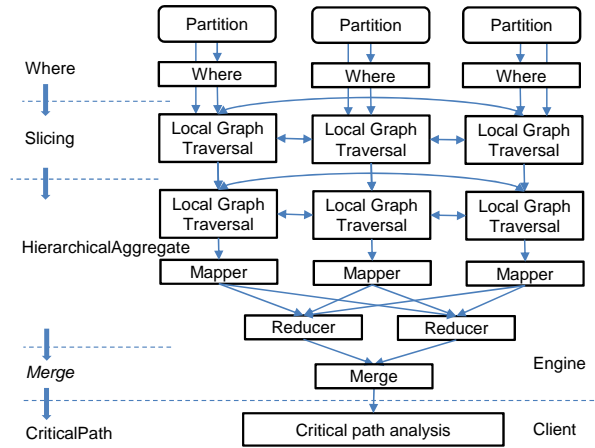 Partition Partition Partition
Where
Where Where Where
Slicing
Local Graph Traversal
Local Graph Traversal
Local Graph Traversal
HierarchicalAggregate
Local Graph Traversal
Local Graph Traversal
Local Graph Traversal
Mapper Mapper Mapper
Reducer Reducer
Merge
Merge
Engine
CriticalPath
Critical path analysis
Client